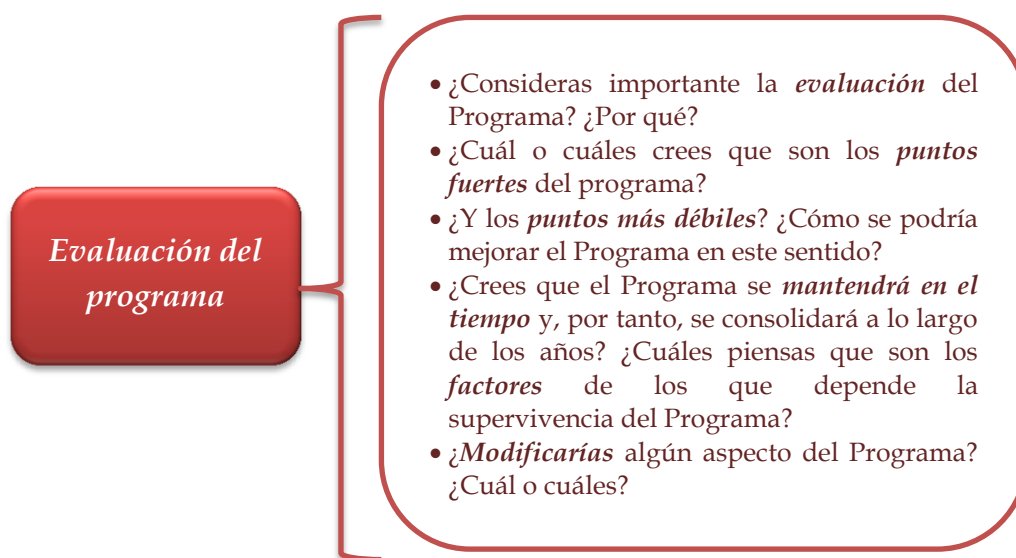 Evaluación del
programa
• ¿Consideras importante la evaluación del
Programa? ¿Por qué?
• ¿Cuál o cuáles crees que son los puntos
fuertes del programa?
• ¿Y los puntos más débiles? ¿Cómo se podría
mejorar el Programa en este sentido?
• ¿Crees que el Programa se mantendrá en el
tiempo y, por tanto, se consolidará a lo largo
de los años? ¿Cuáles piensas que son los
factores de los que depende la
supervivencia del Programa?
• ¿Modificarías algún aspecto del Programa?
¿Cuál o cuáles?